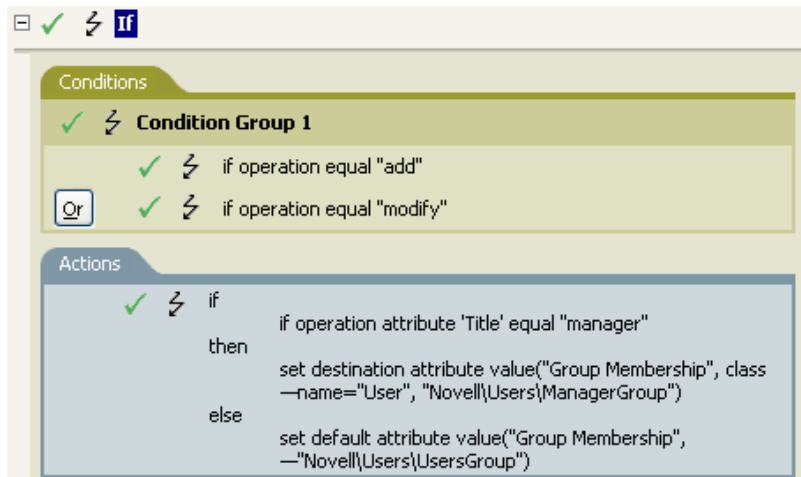 If
Conditions
Condition Group 1
if operation equal "add"
Or if operation equal "modify"
Actions
if
if operation attribute 'Title' equal "manager"
then
set destination attribute value("Group Membership", class
—name="User", "Novell\Users\ManagerGroup")
else
set default attribute value("Group Membership",
—"Novell\Users\UsersGroup")